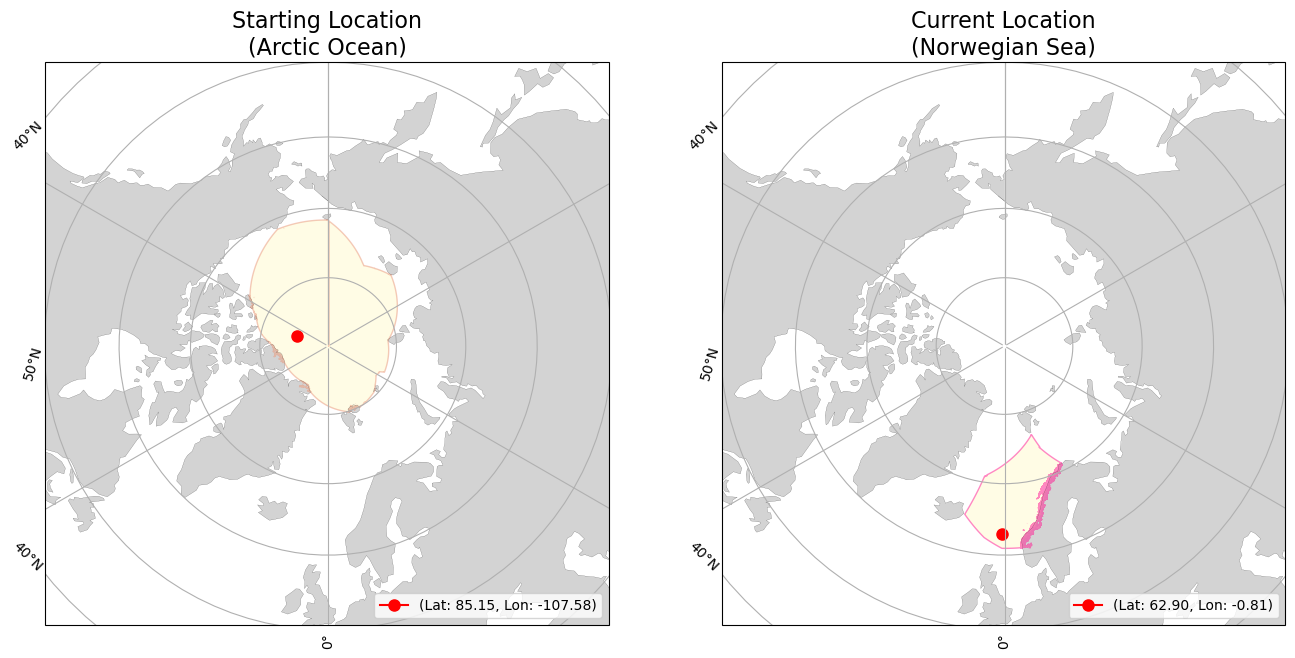 Starting Location
(Arctic Ocean)
40°N
50°N
40°N
0°
(Lat: 85.15, Lon: -107.58)
Current Location
(Norwegian Sea)
40°N
50°N
40°N
0°
(Lat: 62.90, Lon: -0.81)